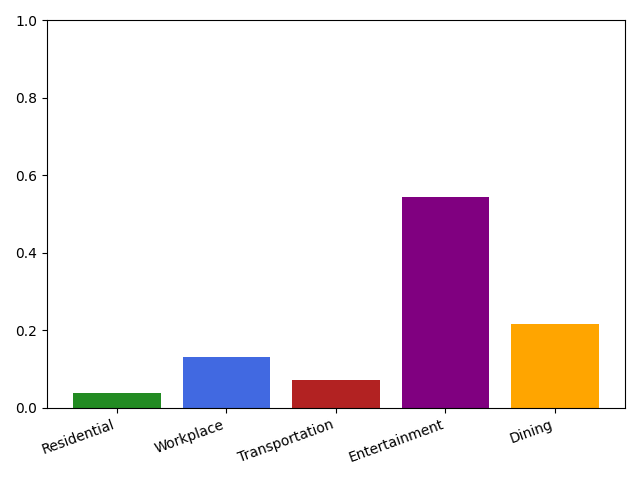 1.0
0.8
0.6
0.4
0.2
0.0
Residential
Workplace
Transportation
Entertainment
Dining